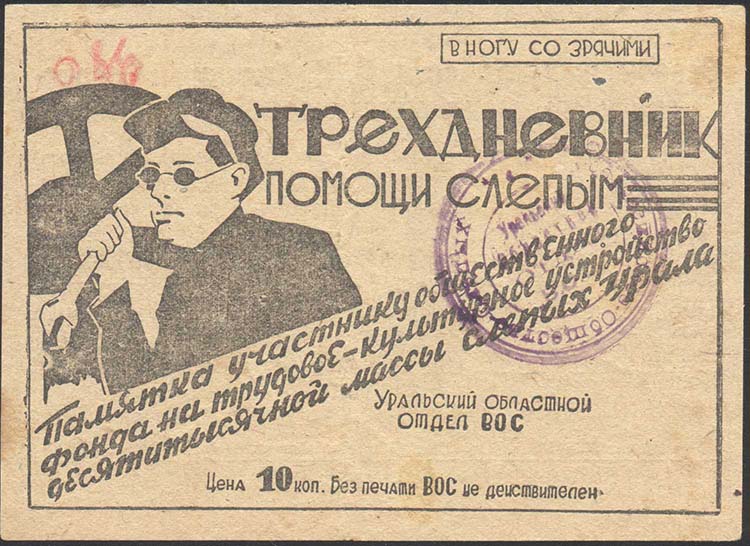 В НОГУ СО ЗРЯЧИМИ
ТРЕХДНЕВНИК
ПОМОЩИ СЛЕПЫМ
Памятка участнику общественного
фонда на трудовое-культурное устройство
десятитысячной массы слепых Урала
УРАЛЬСКИЙ ОБЛАСТНОЙ
ОТДЕЛ ВОС
Цена 10 коп. Без печати ВОС не действителен